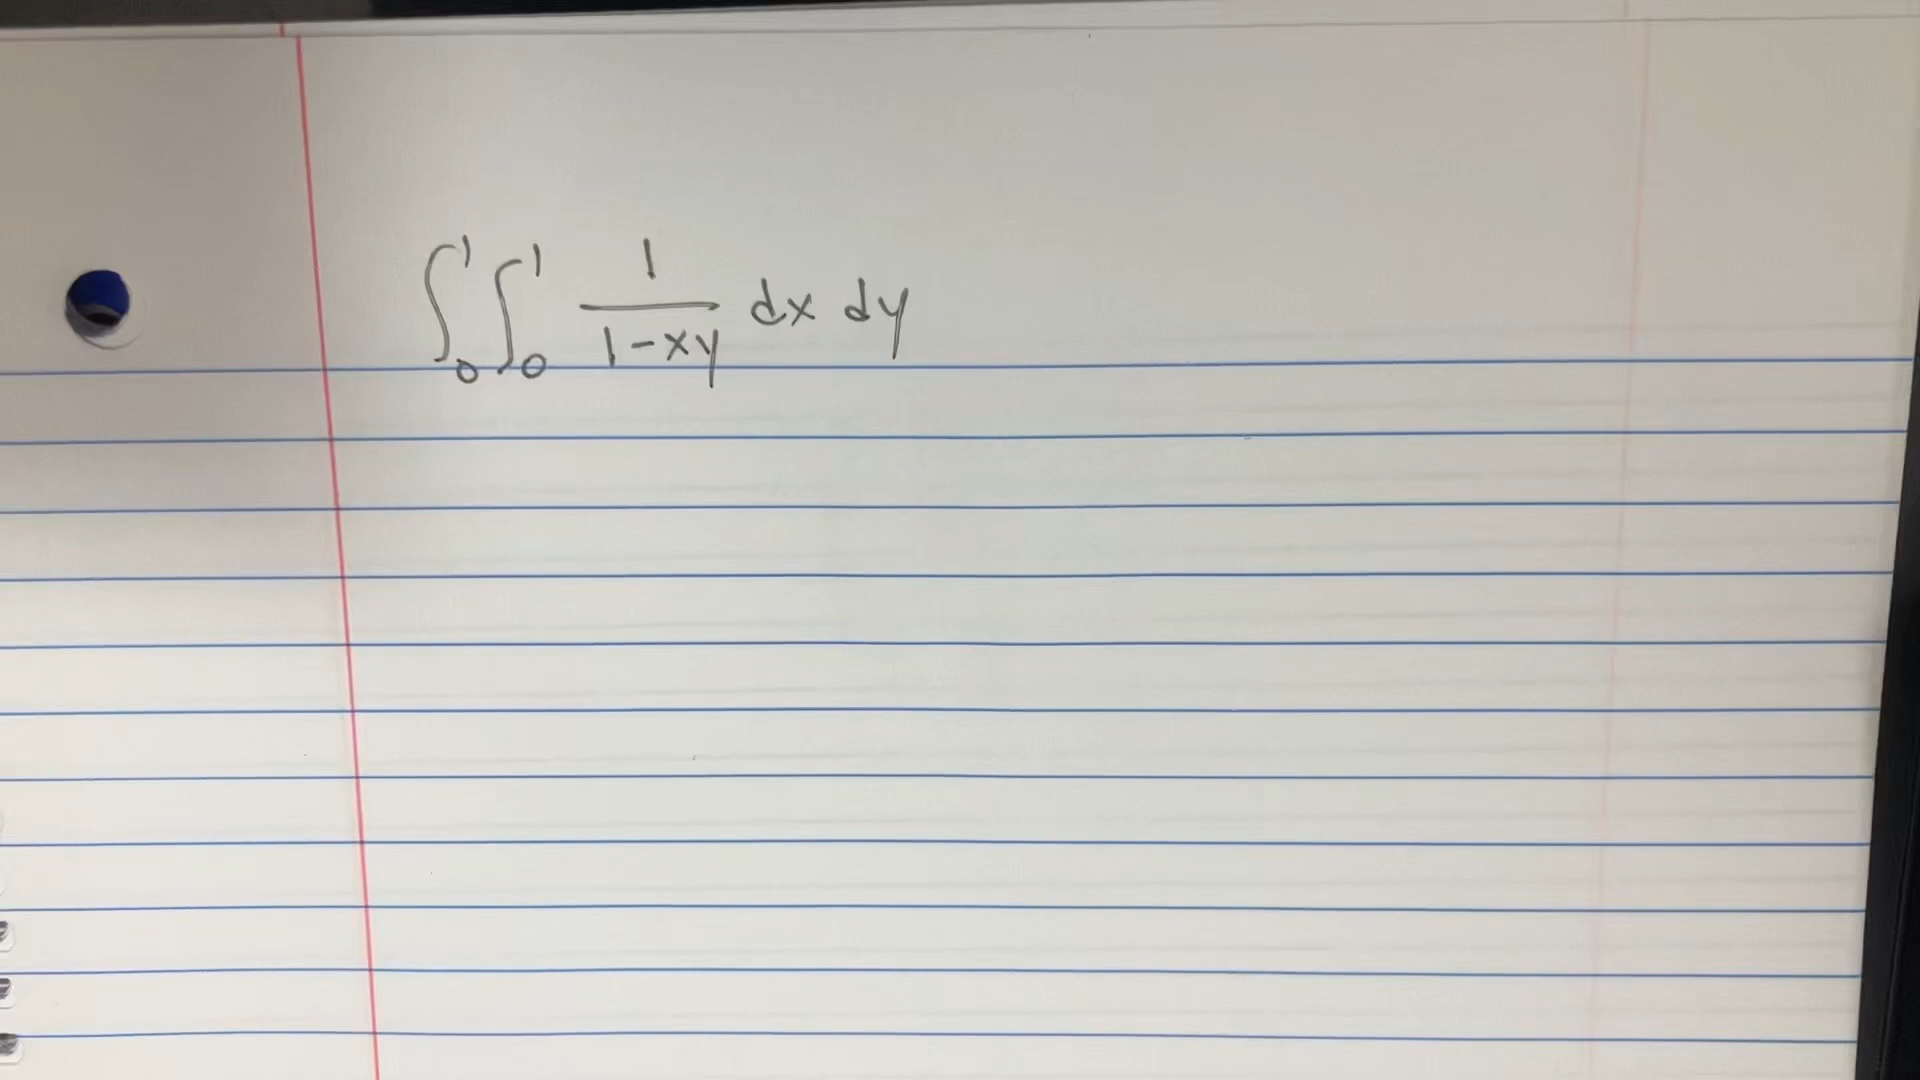 ∫₀¹ ∫₀¹ 1/(1-xy) dx dy